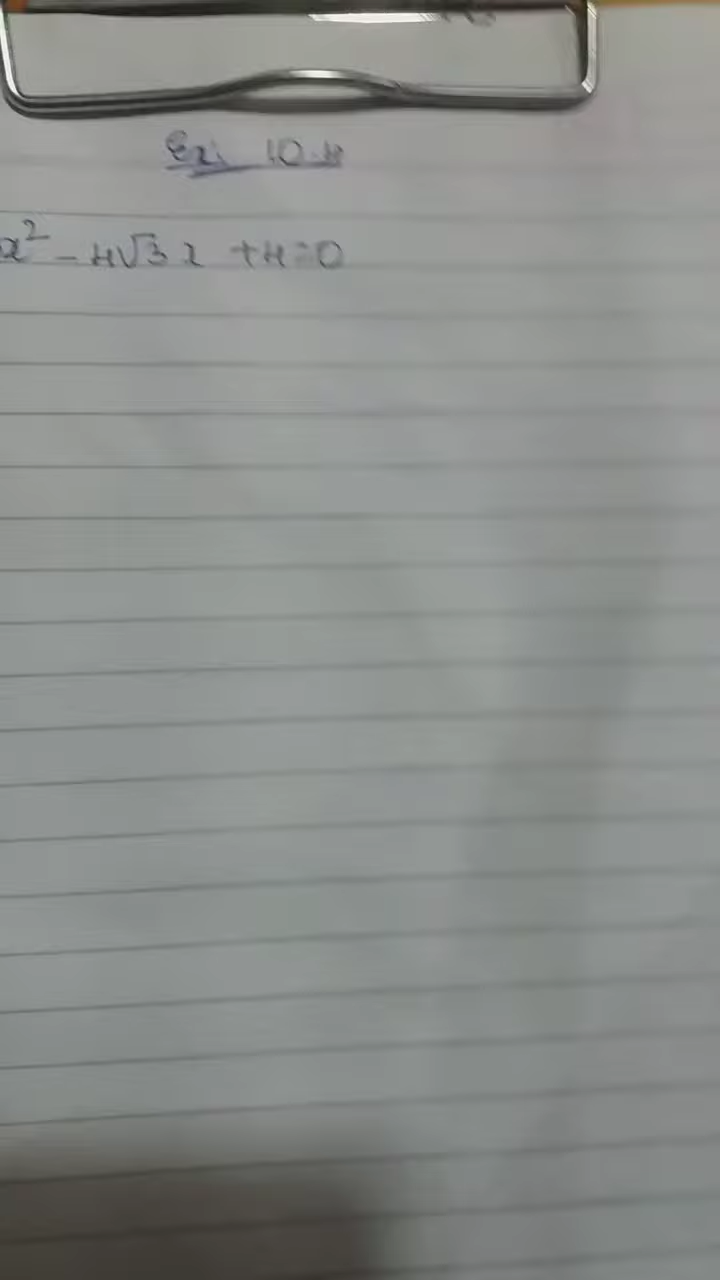 Ex. 10.4
x² - 4√3 x + 4 = 0